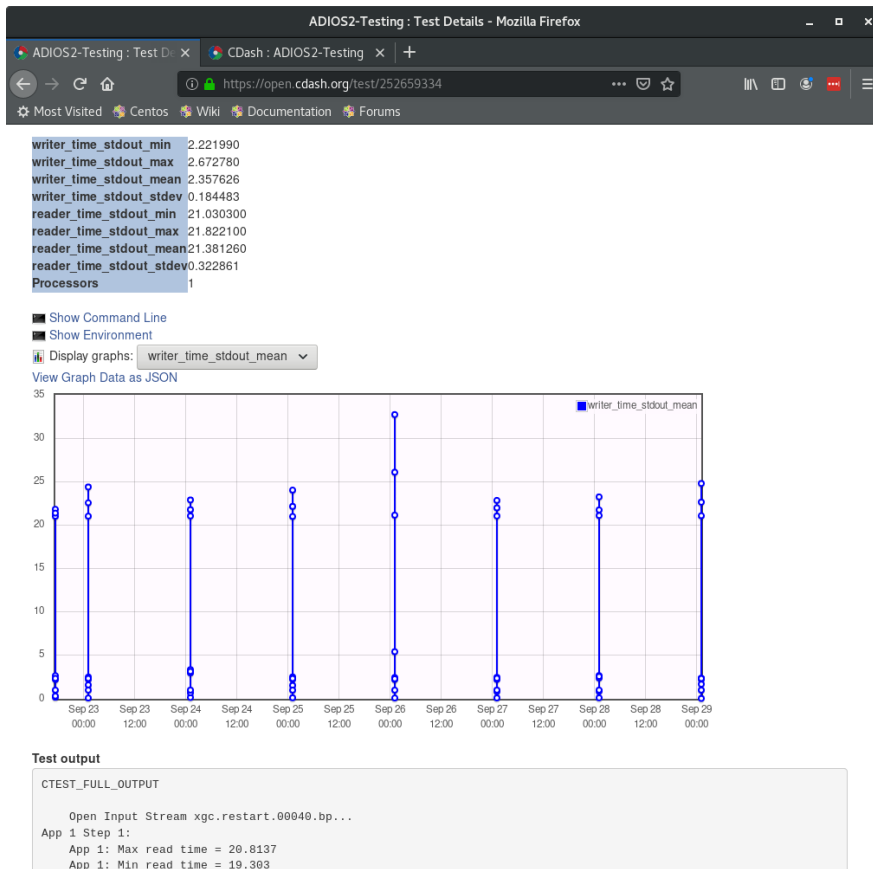 ADIOS2-Testing : Test Details - Mozilla Firefox
ADIOS2-Testing : Test De
CDash : ADIOS2-Testing
https://open.cdash.org/test/252659334
Most Visited Centos Wiki Documentation Forums
writer_time_stdout_min 2.221990
writer_time_stdout_max 2.672780
writer_time_stdout_mean 2.357626
writer_time_stdout_stdev 0.184483
reader_time_stdout_min 21.030300
reader_time_stdout_max 21.822100
reader_time_stdout_mean 21.381260
reader_time_stdout_stdev 0.322861
Processors 1
Show Command Line
Show Environment
Display graphs: writer_time_stdout_mean
View Graph Data as JSON
35
writer_time_stdout_mean
30
25
20
15
10
5
0
Sep 23 Sep 23 Sep 24 Sep 24 Sep 25 Sep 25 Sep 26 Sep 26 Sep 27 Sep 27 Sep 28 Sep 28 Sep 29
00:00 12:00 00:00 12:00 00:00 12:00 00:00 12:00 00:00 12:00 00:00 12:00 00:00
Test output
CTEST_FULL_OUTPUT
Open Input Stream xgc.restart.00040.bp...
App 1 Step 1:
App 1: Max read time = 20.8137
App 1: Min read time = 19.303